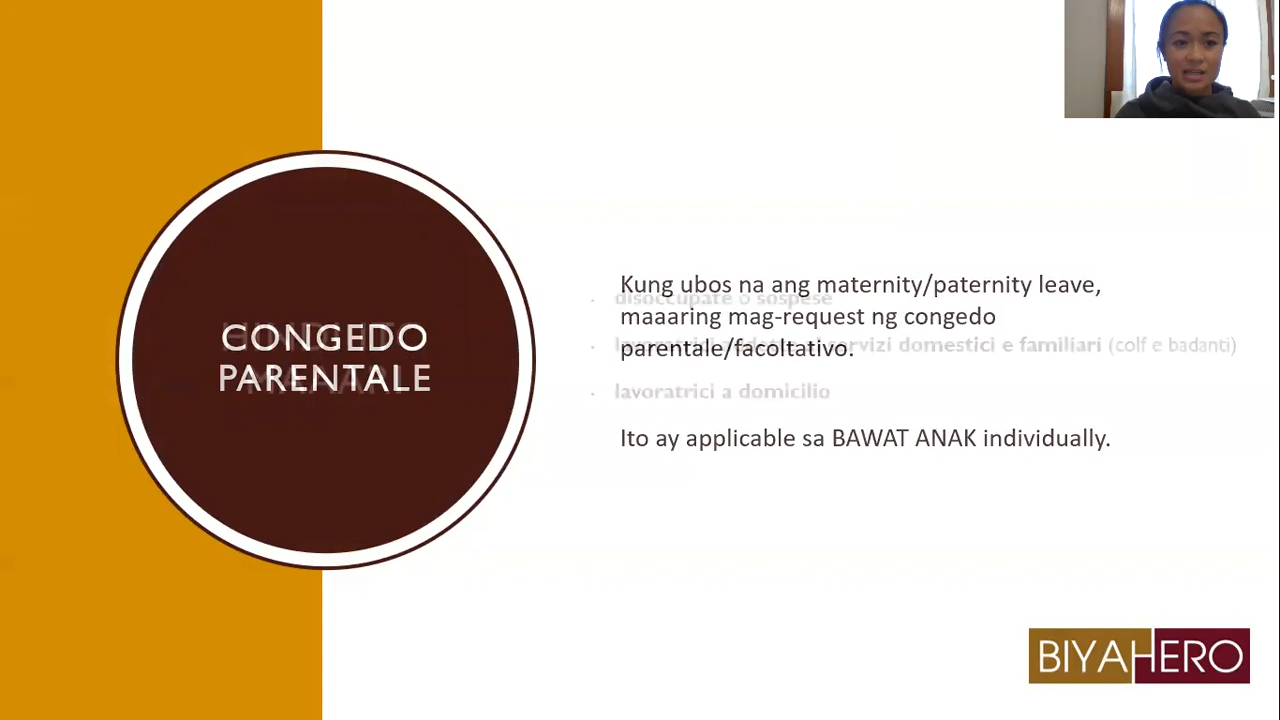 CONGEDO
PARENTALE
Kung ubos na ang maternity/paternity leave,
maaaring mag-request ng congedo
parentale/facoltativo.
Ito ay applicable sa BAWAT ANAK individually.
disoccupate o sospese
servizi domestici e familiari (colf e badanti)
lavoratrici a domicilio
BIYAHERO